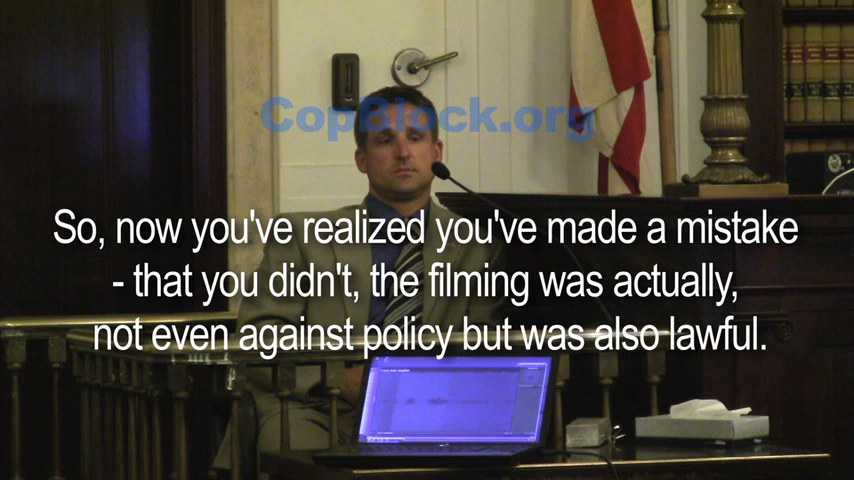 CopBlock.org
So, now you've realized you've made a mistake
- that you didn't, the filming was actually,
not even against policy but was also lawful.